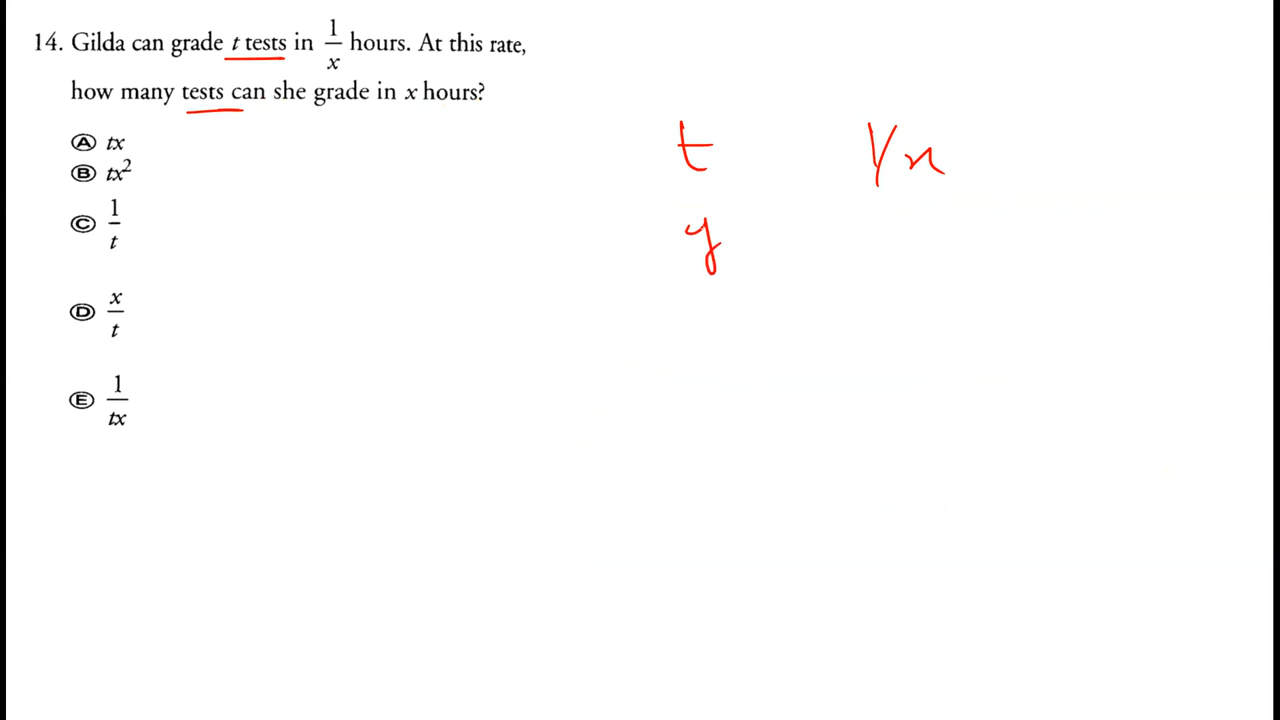 14. Gilda can grade t tests in 1/x hours. At this rate,
how many tests can she grade in x hours?
Ⓐ tx
Ⓑ tx²
Ⓒ 1/t
Ⓓ x/t
Ⓔ 1/tx
t 1/x
y